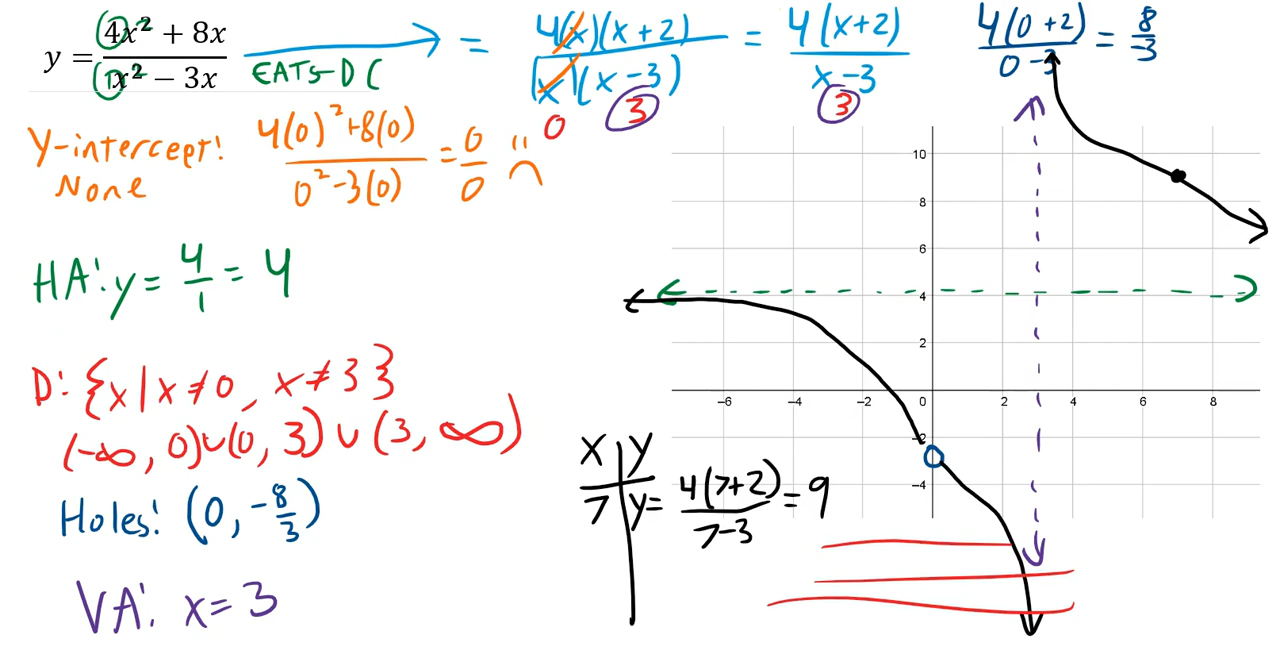 y = (4x² + 8x)/(x² − 3x) EATS-DC = 4(x)(x+2)/(x)(x−3) = 4(x+2)/(x−3) 4(0+2)/(0−3) = 8/-3
0 3 3
Y-intercept: 4(0)²+8(0)/0²−3(0) = 0/0
None
HA: y = 4/1 = 4
D: {x | x ≠ 0, x ≠ 3}
(-∞, 0) ∪ (0, 3) ∪ (3, ∞)
Holes: (0, -8/3)
VA: x = 3
x | y
7 | y = 4(7+2)/(7−3) = 9
10
8
6
4
2
−6 −4 −2 0 2 4 6 8
−2
−4